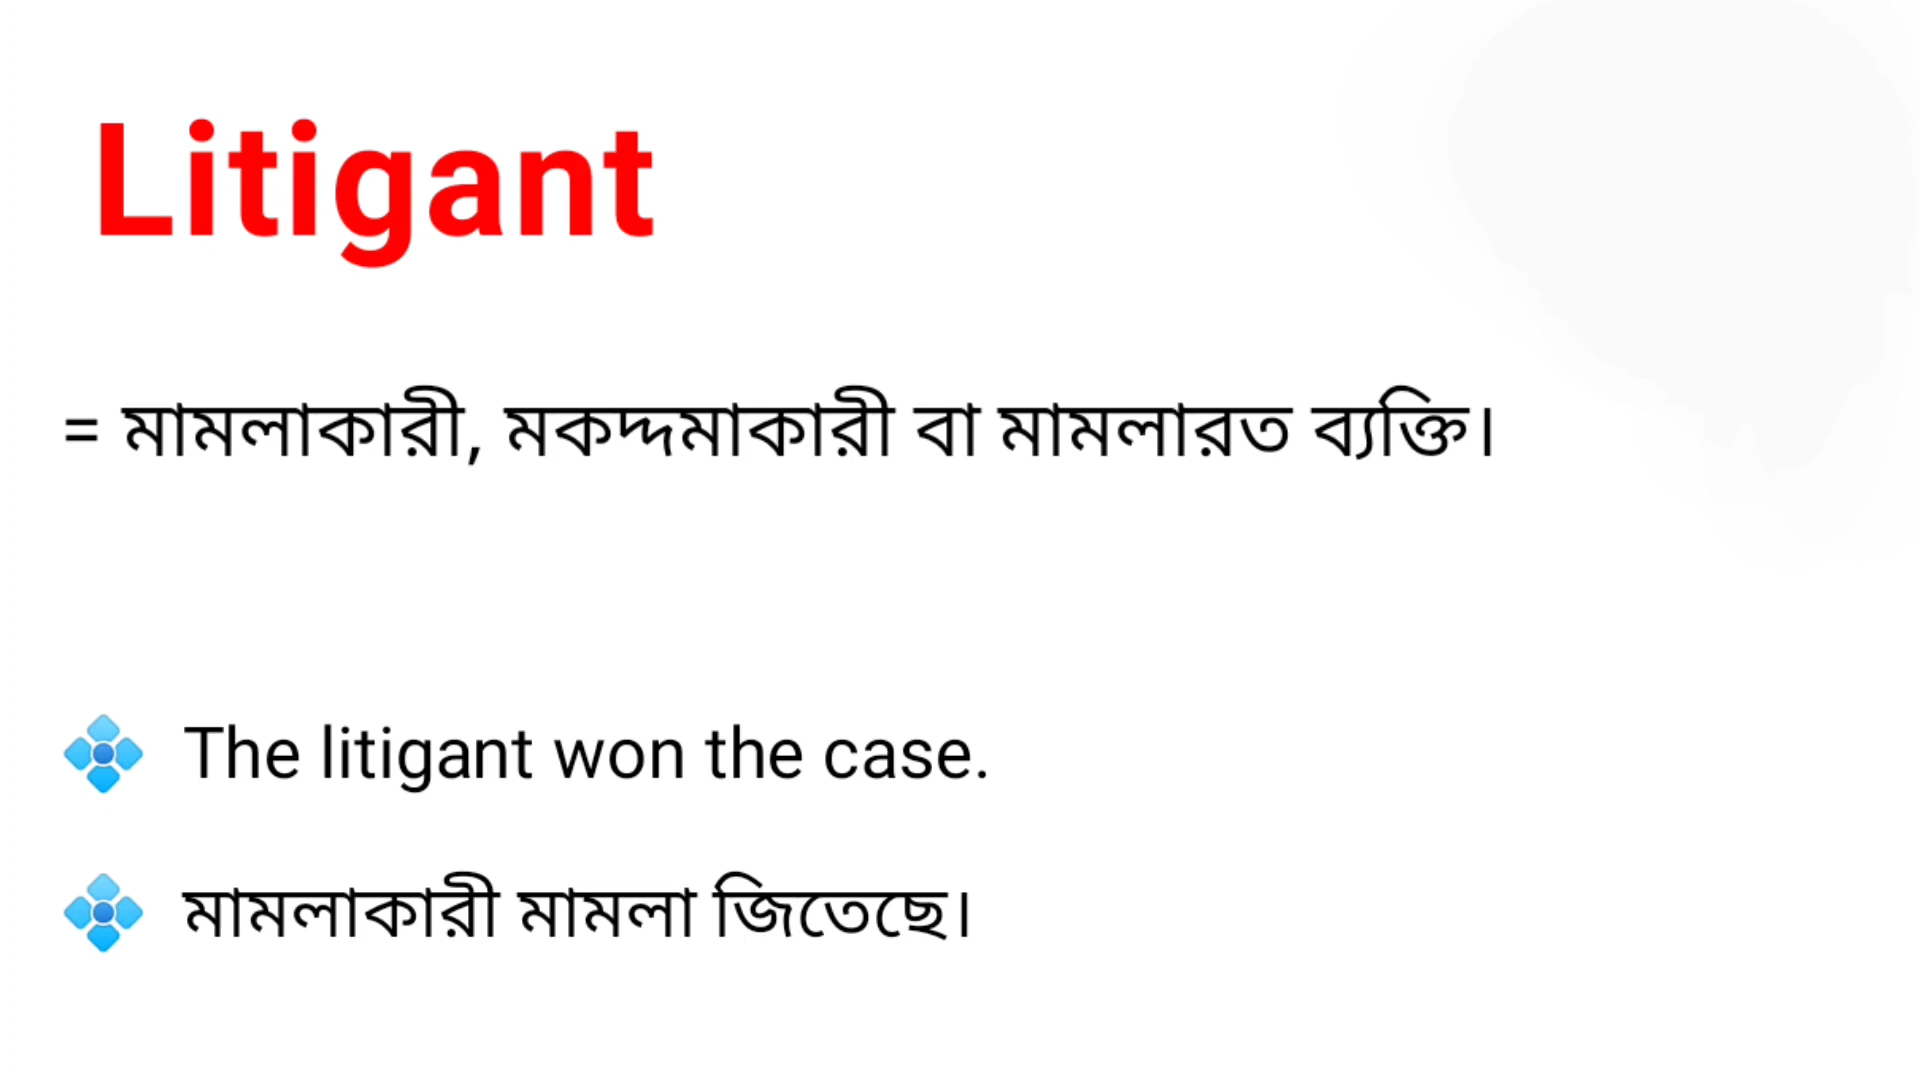 Litigant
= মামলাকারী, মকদ্দমাকারী বা মামলারত ব্যক্তি।
The litigant won the case.
মামলাকারী মামলা জিতেছে।